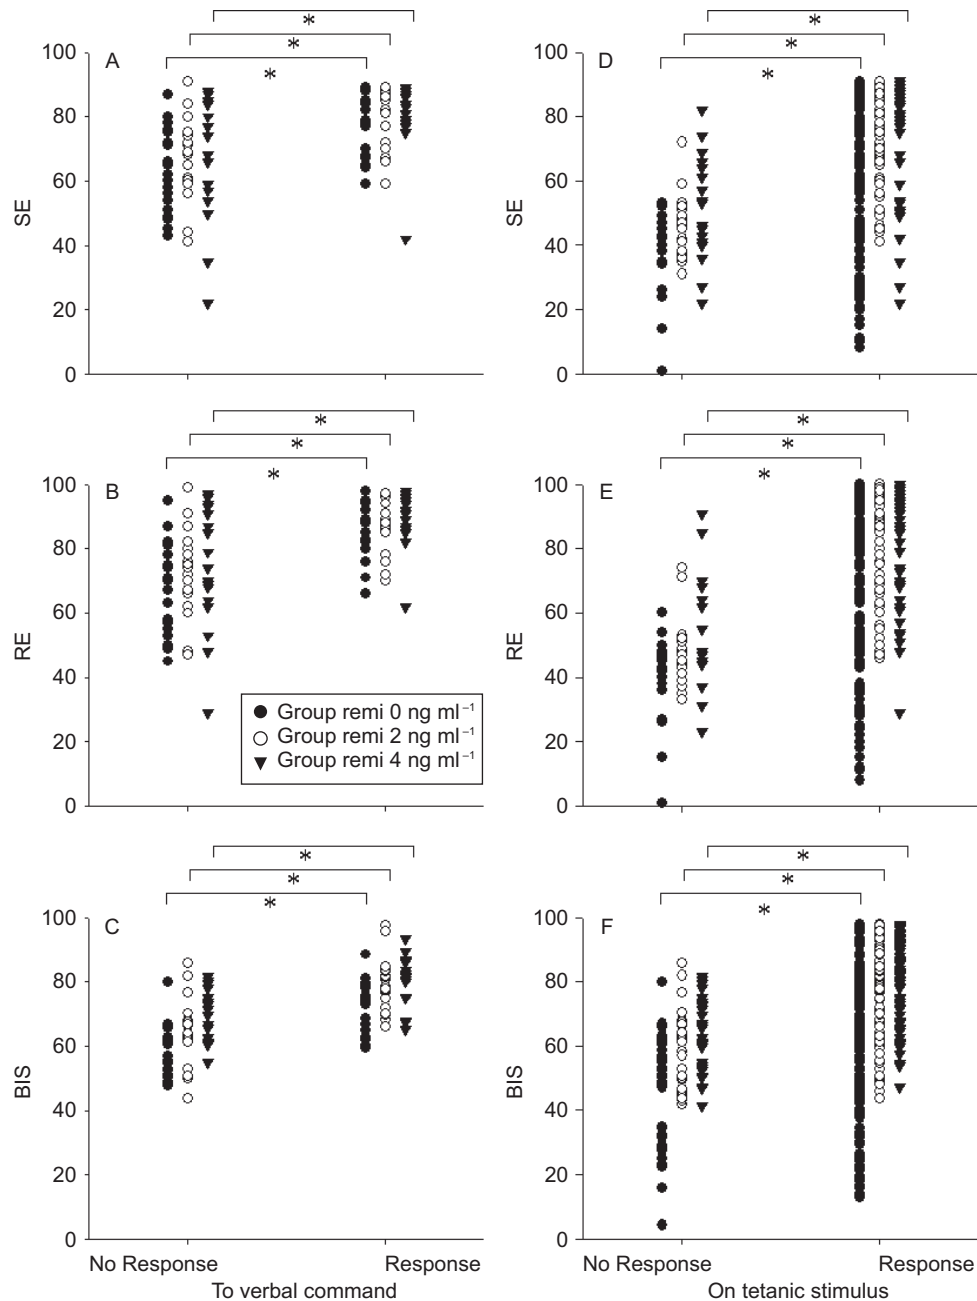 * *
* *
* *
100 A 100 D
80 80
60 60
SE SE
40 40
20 20
0 0
* *
* *
* *
100 B 100 E
80 80
60 60
RE RE
40 40
● Group remi 0 ng ml⁻¹
○ Group remi 2 ng ml⁻¹
▼ Group remi 4 ng ml⁻¹
20 20
0 0
* *
* *
* *
100 C 100 F
80 80
60 60
BIS BIS
40 40
20 20
0 0
No Response Response No Response Response
To verbal command On tetanic stimulus